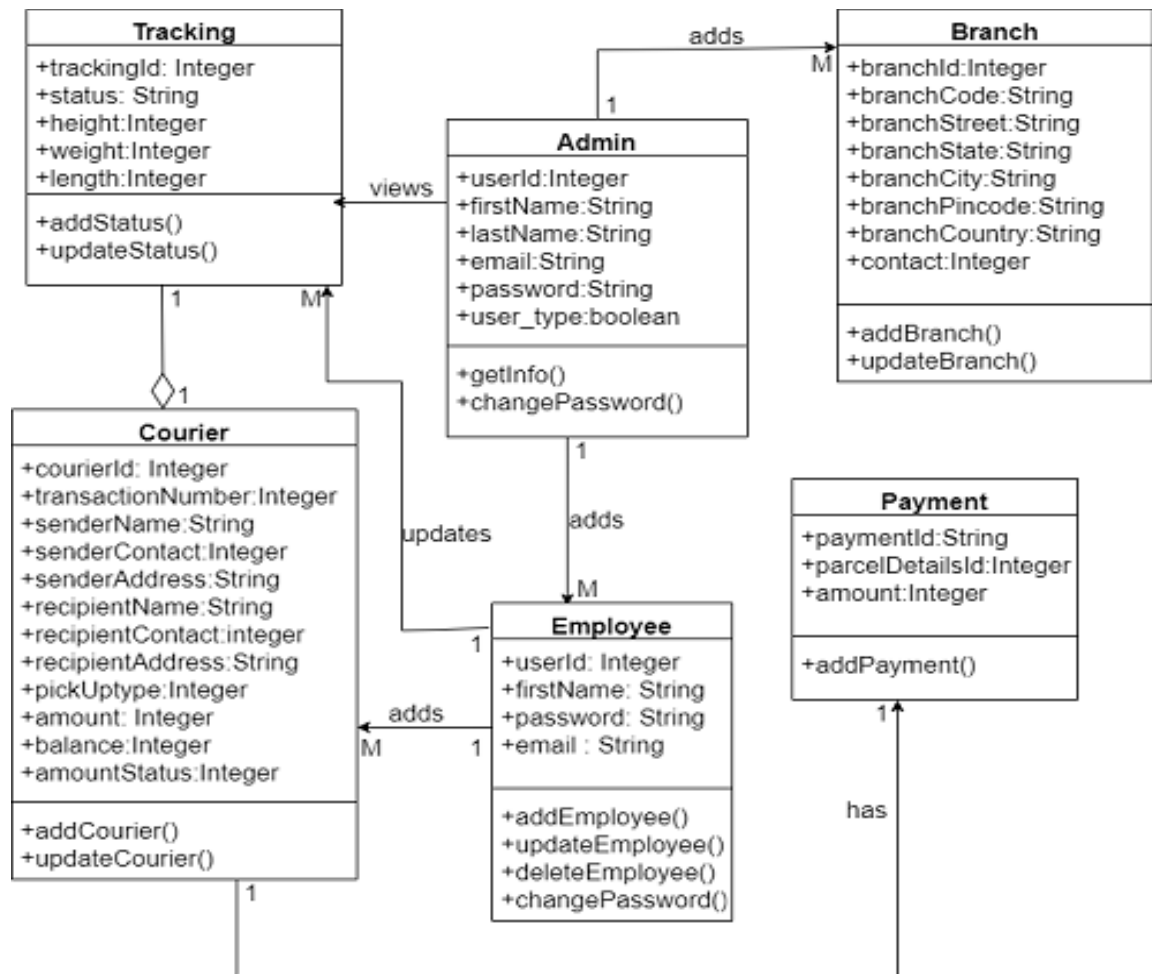 Tracking
+trackingId: Integer
+status: String
+height:Integer
+weight:Integer
+length:Integer
+addStatus()
+updateStatus()
1
M
views
adds
1
M
Branch
+branchId:Integer
+branchCode:String
+branchStreet:String
+branchState:String
+branchCity:String
+branchPincode:String
+branchCountry:String
+contact:Integer
+addBranch()
+updateBranch()
Admin
+userId:Integer
+firstName:String
+lastName:String
+email:String
+password:String
+user_type:boolean
+getInfo()
+changePassword()
1
adds
M
updates
1
1
Courier
+courierId: Integer
+transactionNumber:Integer
+senderName:String
+senderContact:Integer
+senderAddress:String
+recipientName:String
+recipientContact:integer
+recipientAddress:String
+pickUptype:Integer
+amount: Integer
+balance:Integer
+amountStatus:Integer
+addCourier()
+updateCourier()
1
adds
M
1
Employee
+userId: Integer
+firstName: String
+password: String
+email : String
+addEmployee()
+updateEmployee()
+deleteEmployee()
+changePassword()
Payment
+paymentId:String
+parcelDetailsId:Integer
+amount:Integer
+addPayment()
1
has